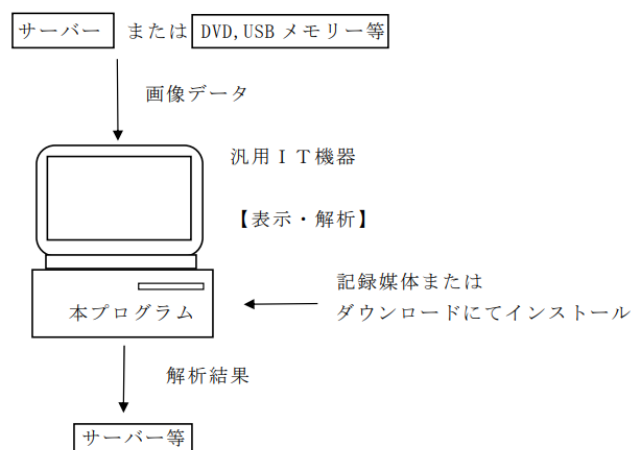 サーバー または DVD,USBメモリー等
画像データ
汎用ＩＴ機器
【表示・解析】
記録媒体または
ダウンロードにてインストール
本プログラム
解析結果
サーバー等